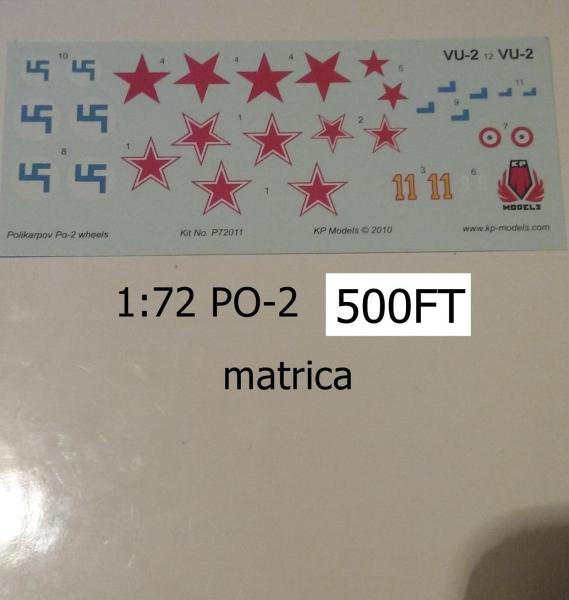 10
4
4
VU-2 12 VU-2
5
11
9
1
2
7
8
1
1
3
6
11 11
KP
MODELS
Polikarpov Po-2 wheels
Kit No. P72011
KP Models © 2010
www.kp-models.com
1:72 PO-2 500FT
matrica